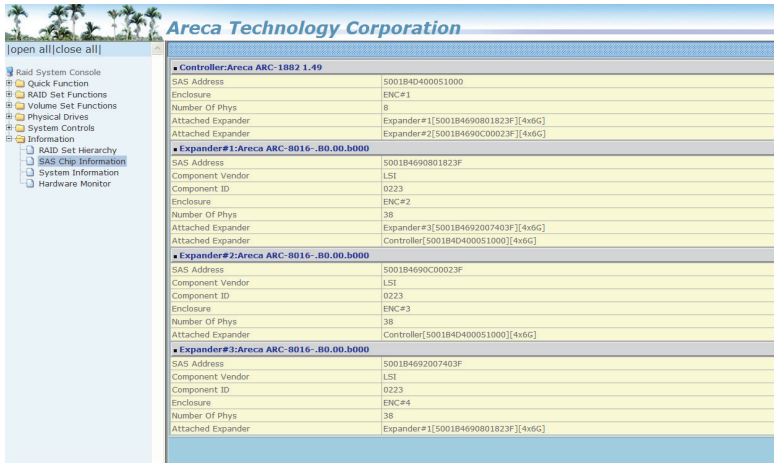 Areca Technology Corporation
|open all|close all|
Raid System Console
Quick Function
RAID Set Functions
Volume Set Functions
Physical Drives
System Controls
Information
RAID Set Hierarchy
SAS Chip Information
System Information
Hardware Monitor
Controller:Areca ARC-1882 1.49
SAS Address 5001B4D400051000
Enclosure ENC#1
Number Of Phys 8
Attached Expander Expander#1[5001B4690801823F][4x6G]
Attached Expander Expander#2[5001B4690C00023F][4x6G]
Expander#1:Areca ARC-8016-.B0.00.b000
SAS Address 5001B4690801823F
Component Vendor LSI
Component ID 0223
Enclosure ENC#2
Number Of Phys 38
Attached Expander Expander#3[5001B4692007403F][4x6G]
Attached Expander Controller[5001B4D400051000][4x6G]
Expander#2:Areca ARC-8016-.B0.00.b000
SAS Address 5001B4690C00023F
Component Vendor LSI
Component ID 0223
Enclosure ENC#3
Number Of Phys 38
Attached Expander Controller[5001B4D400051000][4x6G]
Expander#3:Areca ARC-8016-.B0.00.b000
SAS Address 5001B4692007403F
Component Vendor LSI
Component ID 0223
Enclosure ENC#4
Number Of Phys 38
Attached Expander Expander#1[5001B4690801823F][4x6G]